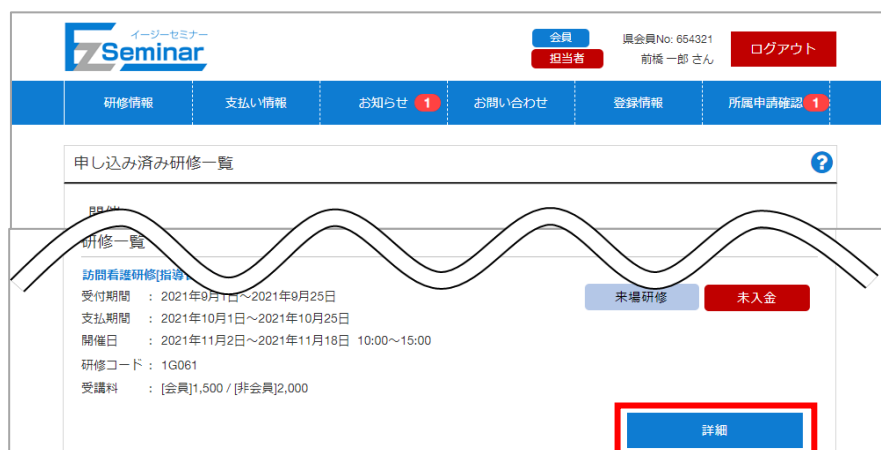 イージーセミナー
EzSeminar
会員
担当者
県会員No: 654321
前橋 一郎 さん
ログアウト
研修情報
支払い情報
お知らせ 1
お問い合わせ
登録情報
所属申請確認 1
申し込み済み研修一覧
?
研修一覧
訪問看護研修[指導
受付期間 : 2021年9月1日~2021年9月25日
支払期間 : 2021年10月1日~2021年10月25日
開催日 : 2021年11月2日~2021年11月18日 10:00~15:00
研修コード : 1G061
受講料 : [会員]1,500 / [非会員]2,000
来場研修
未入金
詳細